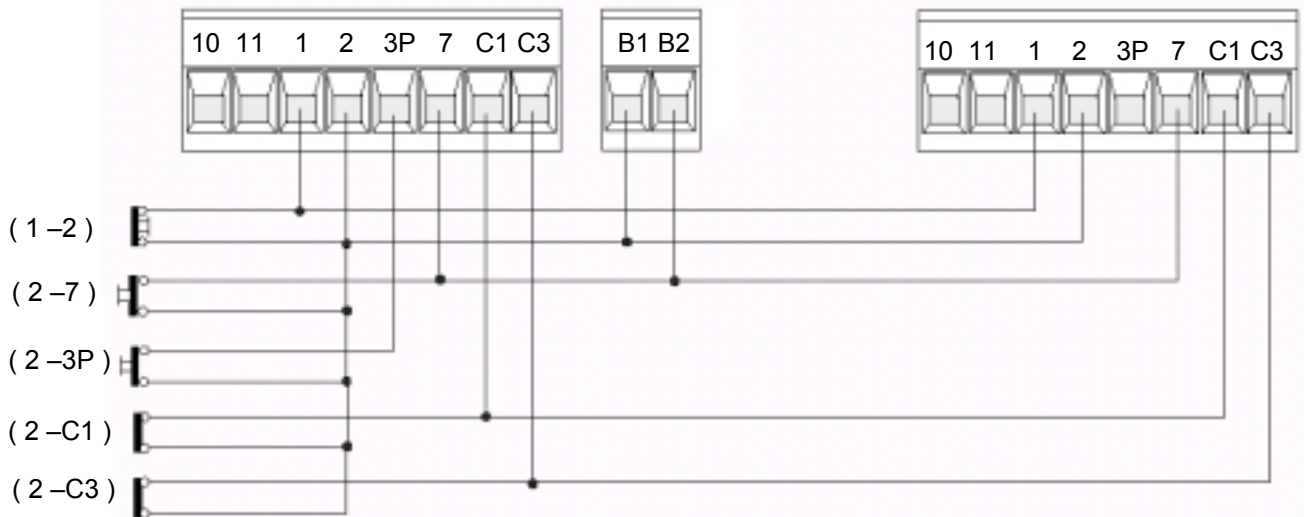 10 11 1 2 3P 7 C1 C3
B1 B2
10 11 1 2 3P 7 C1 C3
( 1 –2 )
( 2 –7 )
( 2 –3P )
( 2 –C1 )
( 2 –C3 )